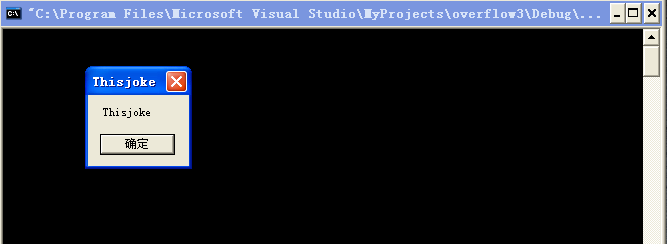 "C:\Program Files\Microsoft Visual Studio\MyProjects\overflow3\Debug\...
Thisjoke
Thisjoke
确定